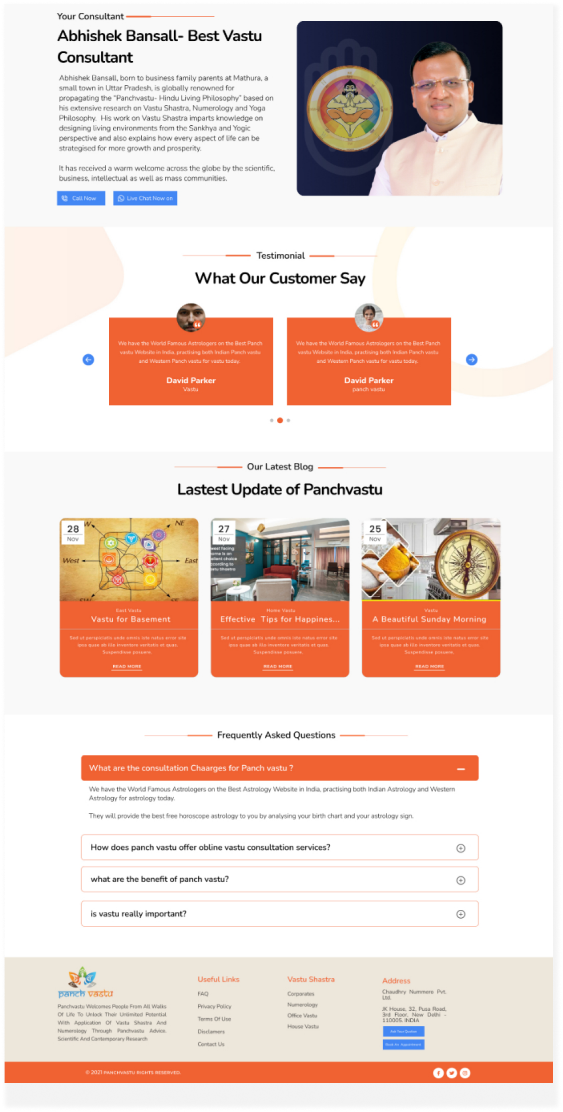 Your Consultant
Abhishek Bansall- Best Vastu
Consultant
Abhishek Bansall, born to business family parents at Mathura, a
small town in Uttar Pradesh, is globally renowned for
propagating the "Panchvastu- Hindu Living Philosophy" based on
his extensive research on Vastu Shastra, Numerology and Yoga
Philosophy. His work on Vastu Shastra imparts knowledge on
designing living environments from the Sankhya and Yogic
perspective and also explains how every aspect of life can be
strategised for more growth and prosperity.
It has received a warm welcome across the globe by the scientific,
business, intellectual as well as mass communities.
Call Now
Live Chat Now on
Testimonial
What Our Customer Say
We have the World Famous Astrologers on the Best Panch
vastu Website in India, practising both Indian Panch vastu
and Western Panch vastu for vastu today.
David Parker
Vastu
We have the World Famous Astrologers on the Best Panch
vastu Website in India, practising both Indian Panch vastu
and Western Panch vastu for vastu today.
David Parker
panch vastu
Our Latest Blog
Lastest Update of Panchvastu
28
Nov
W
NE
West
East
East Vastu
Vastu for Basement
Sed ut perspiciatis unde omnis iste natus error site
ipsa quae ab illo inventore veritatis et quas.
Suspendisse posuere.
READ MORE
27
Nov
west facing
home is an
choice
according to
Vastu Shastra
Home Vastu
Effective Tips for Happines...
Sed ut perspiciatis unde omnis iste natus error site
ipsa quae ab illo inventore veritatis et quas.
Suspendisse posuere.
READ MORE
25
Nov
Vastu
A Beautiful Sunday Morning
Sed ut perspiciatis unde omnis iste natus error site
ipsa quae ab illo inventore veritatis et quas.
Suspendisse posuere.
READ MORE
Frequently Asked Questions
What are the consultation Chaarges for Panch vastu ?
We have the World Famous Astrologers on the Best Astrology Website in India, practising both Indian Astrology and Western
Astrology for astrology today.
They will provide the best free horoscope astrology to you by analysing your birth chart and your astrology sign.
How does panch vastu offer obline vastu consultation services?
what are the benefit of panch vastu?
is vastu really important?
panch vastu
Panchvastu Welcomes People From All Walks
Of Life To Unlock Their Unlimited Potential
With Application Of Vastu Shastra And
Numerology Through Panchvastu Advice.
Scientific And Contemporary Research
Useful Links
FAQ
Privacy Policy
Terms Of Use
Disclamers
Contact Us
Vastu Shastra
Corporates
Numerology
Office Vastu
House Vastu
Address
Chaudhry Nummero Pvt.
Ltd.
JK House, 32, Pusa Road,
3rd Floor, New Delhi -
110005. INDIA
Ask Your Question
Book An Appointment
© 2021 PANCHVASTU RIGHTS RESERVED.